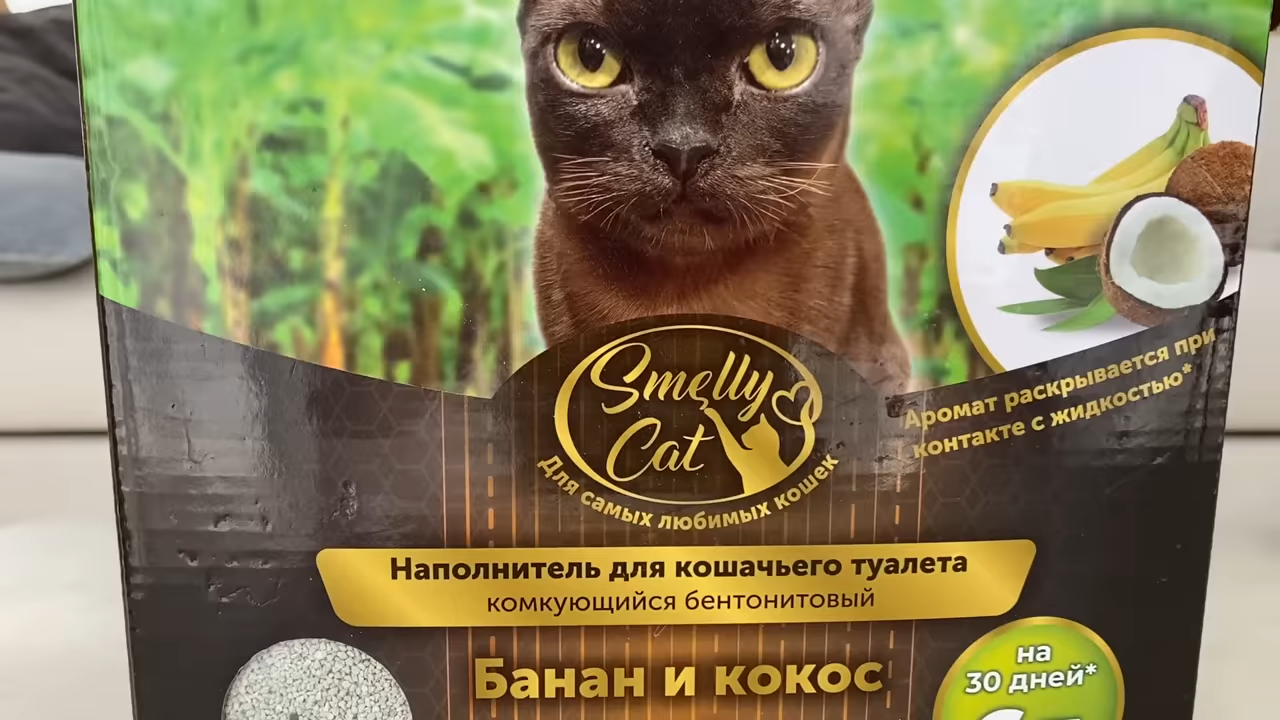 Smelly
Cat
Для самых любимых кошек
Аромат раскрывается при
контакте с жидкостью*
Наполнитель для кошачьего туалета
комкующийся бентонитовый
Банан и кокос
на
30 дней*